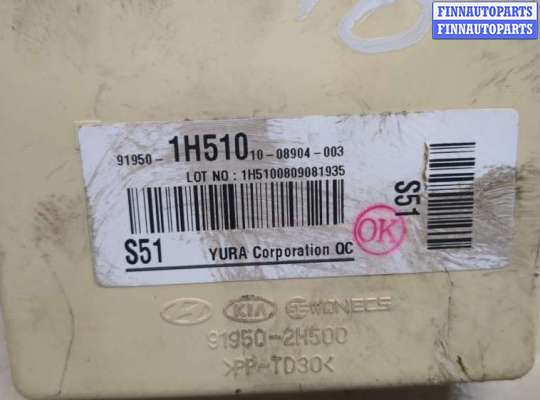 FINNAUTOPARTS
FINNAUTOPARTS
91950-1H510 10-08904-003
LOT NO : 1H5100809081935
S51
OK
S51 YURA Corporation QC
KIA
91950-2H500
>PP-TD30<